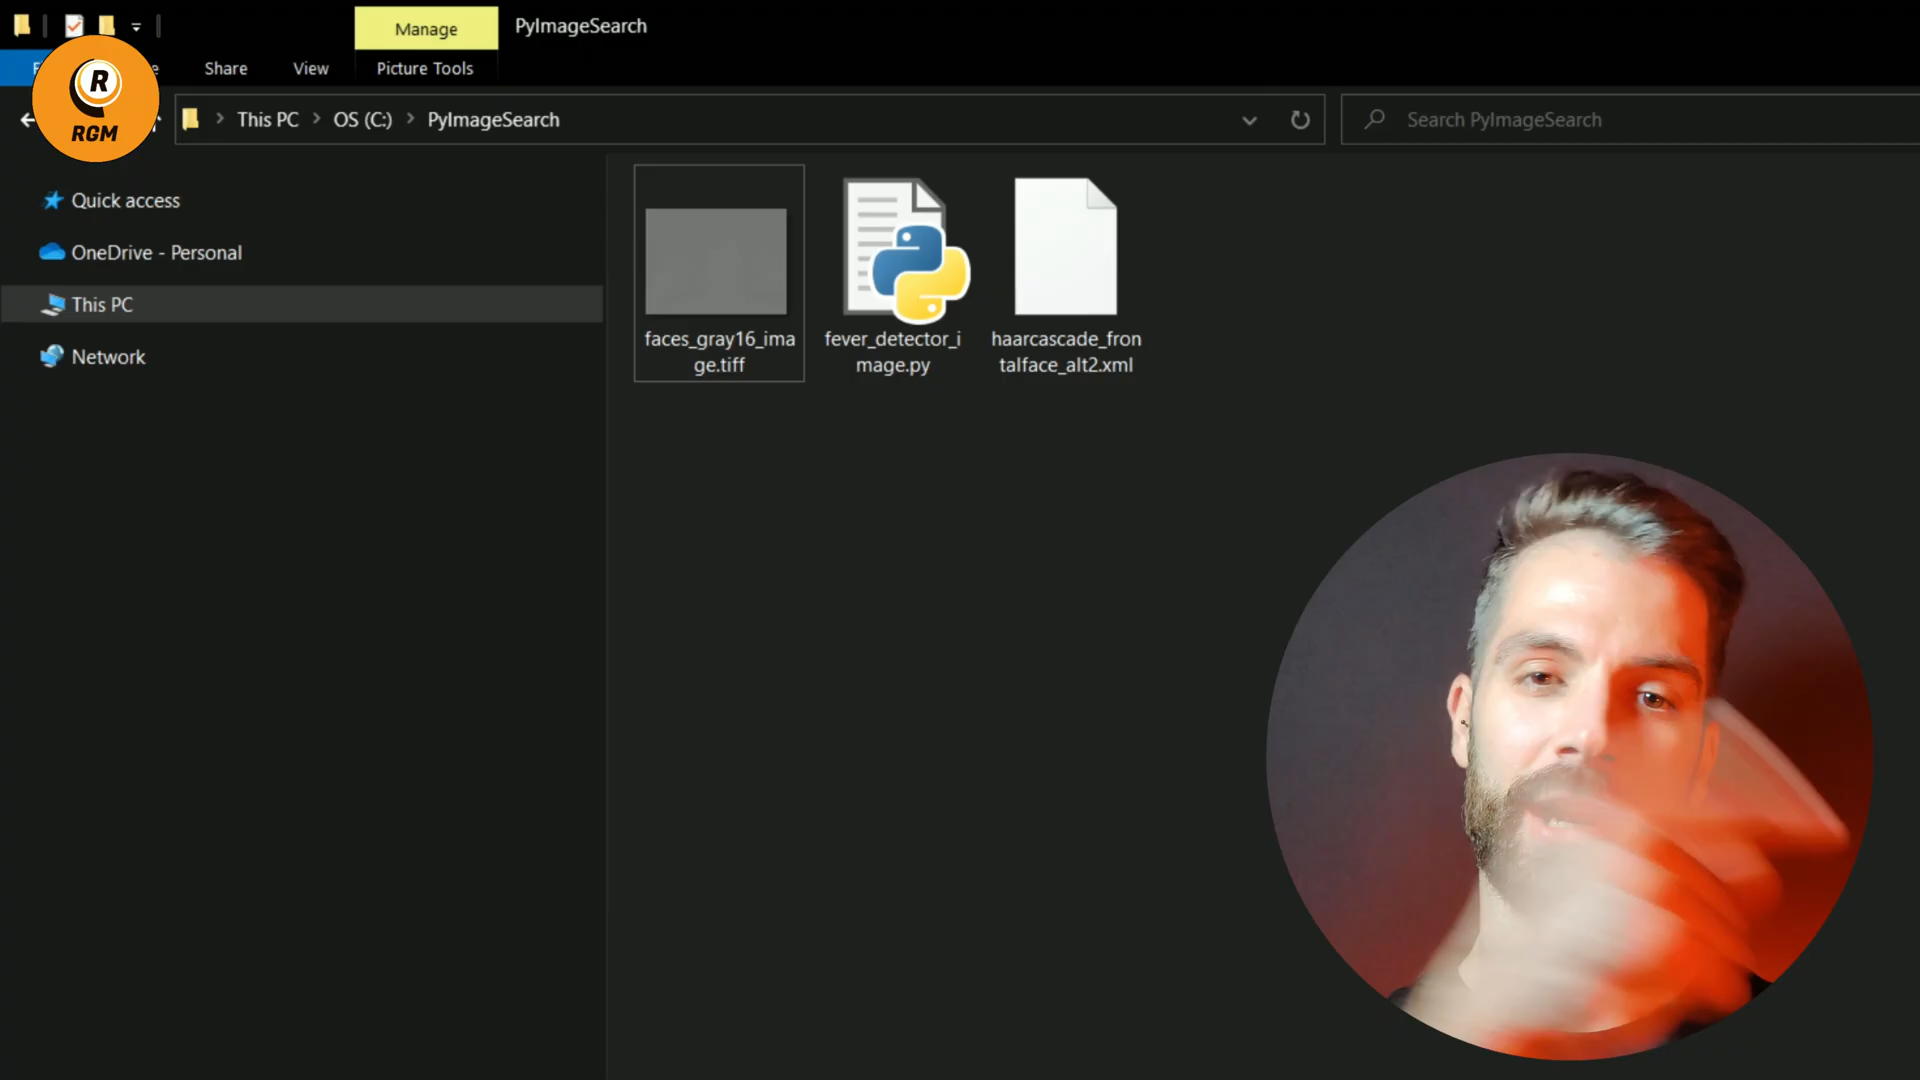 Manage
PyImageSearch
Share
View
Picture Tools
R
RGM
This PC
OS (C:)
PyImageSearch
Search PyImageSearch
Quick access
OneDrive - Personal
This PC
Network
faces_gray16_ima
ge.tiff
fever_detector_i
mage.py
haarcascade_fron
talface_alt2.xml